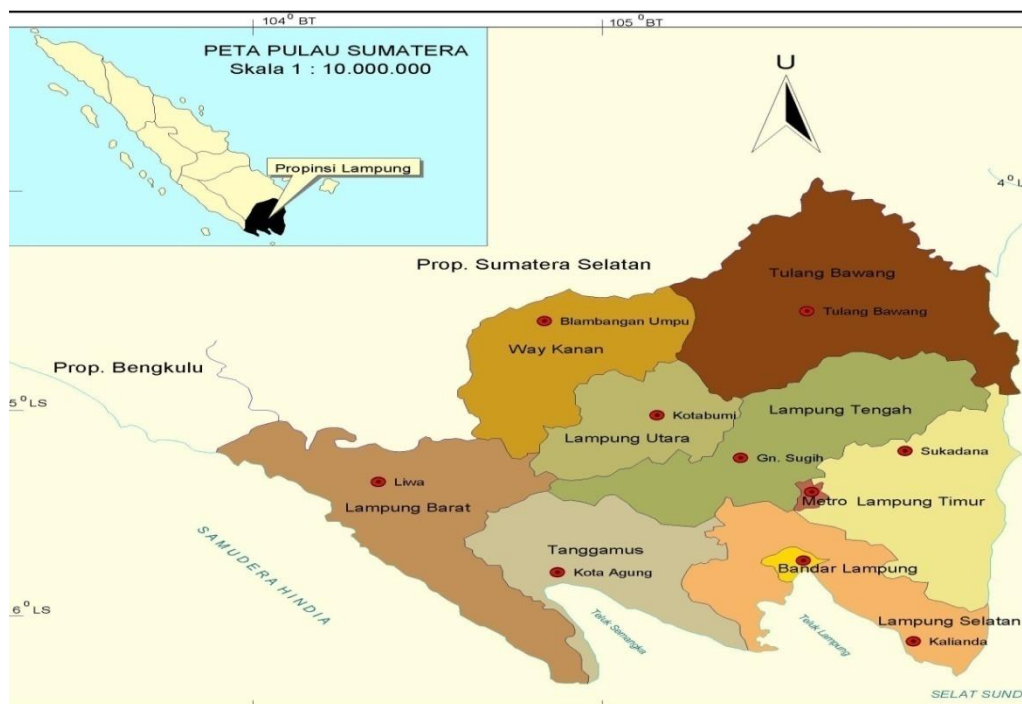 104° BT
105° BT
PETA PULAU SUMATERA
Skala 1 : 10.000.000
U
Propinsi Lampung
4° L
Prop. Sumatera Selatan
Tulang Bawang
Tulang Bawang
Blambangan Umpu
Way Kanan
Prop. Bengkulu
5° LS
Lampung Tengah
Kotabumi
Lampung Utara
Sukadana
Gn. Sugih
Liwa
Metro
Lampung Timur
Lampung Barat
SAMUDERA HINDIA
Tanggamus
Bandar Lampung
Kota Agung
6° LS
Teluk Semangka
Teluk Lampung
Lampung Selatan
Kalianda
SELAT SUND